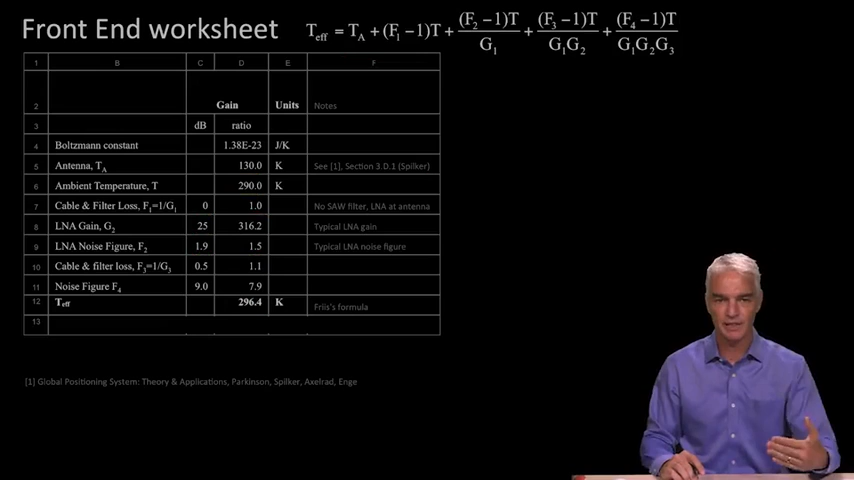 Front End worksheet
T_eff = T_A + (F_1 −1)T + (F_2 −1)T / G_1 + (F_3 −1)T / G_1G_2 + (F_4 −1)T / G_1G_2G_3
1 B C D E F
2 Gain Units Notes
3 dB ratio
4 Boltzmann constant 1.38E-23 J/K
5 Antenna, T_A 130.0 K See [1], Section 3 D.1 (Spilker)
6 Ambient Temperature, T 290.0 K
7 Cable & Filter Loss, F_1=1/G_1 0 1.0 No SAW filter, LNA at antenna
8 LNA Gain, G_2 25 316.2 Typical LNA gain
9 LNA Noise Figure, F_2 1.9 1.5 Typical LNA noise figure
10 Cable & filter loss, F_3=1/G_3 0.5 1.1
11 Noise Figure F_4 9.0 7.9
12 T_eff 296.4 K Friis's formula
13
[1] Global Positioning System: Theory & Applications, Parkinson, Spilker, Axelrad, Enge